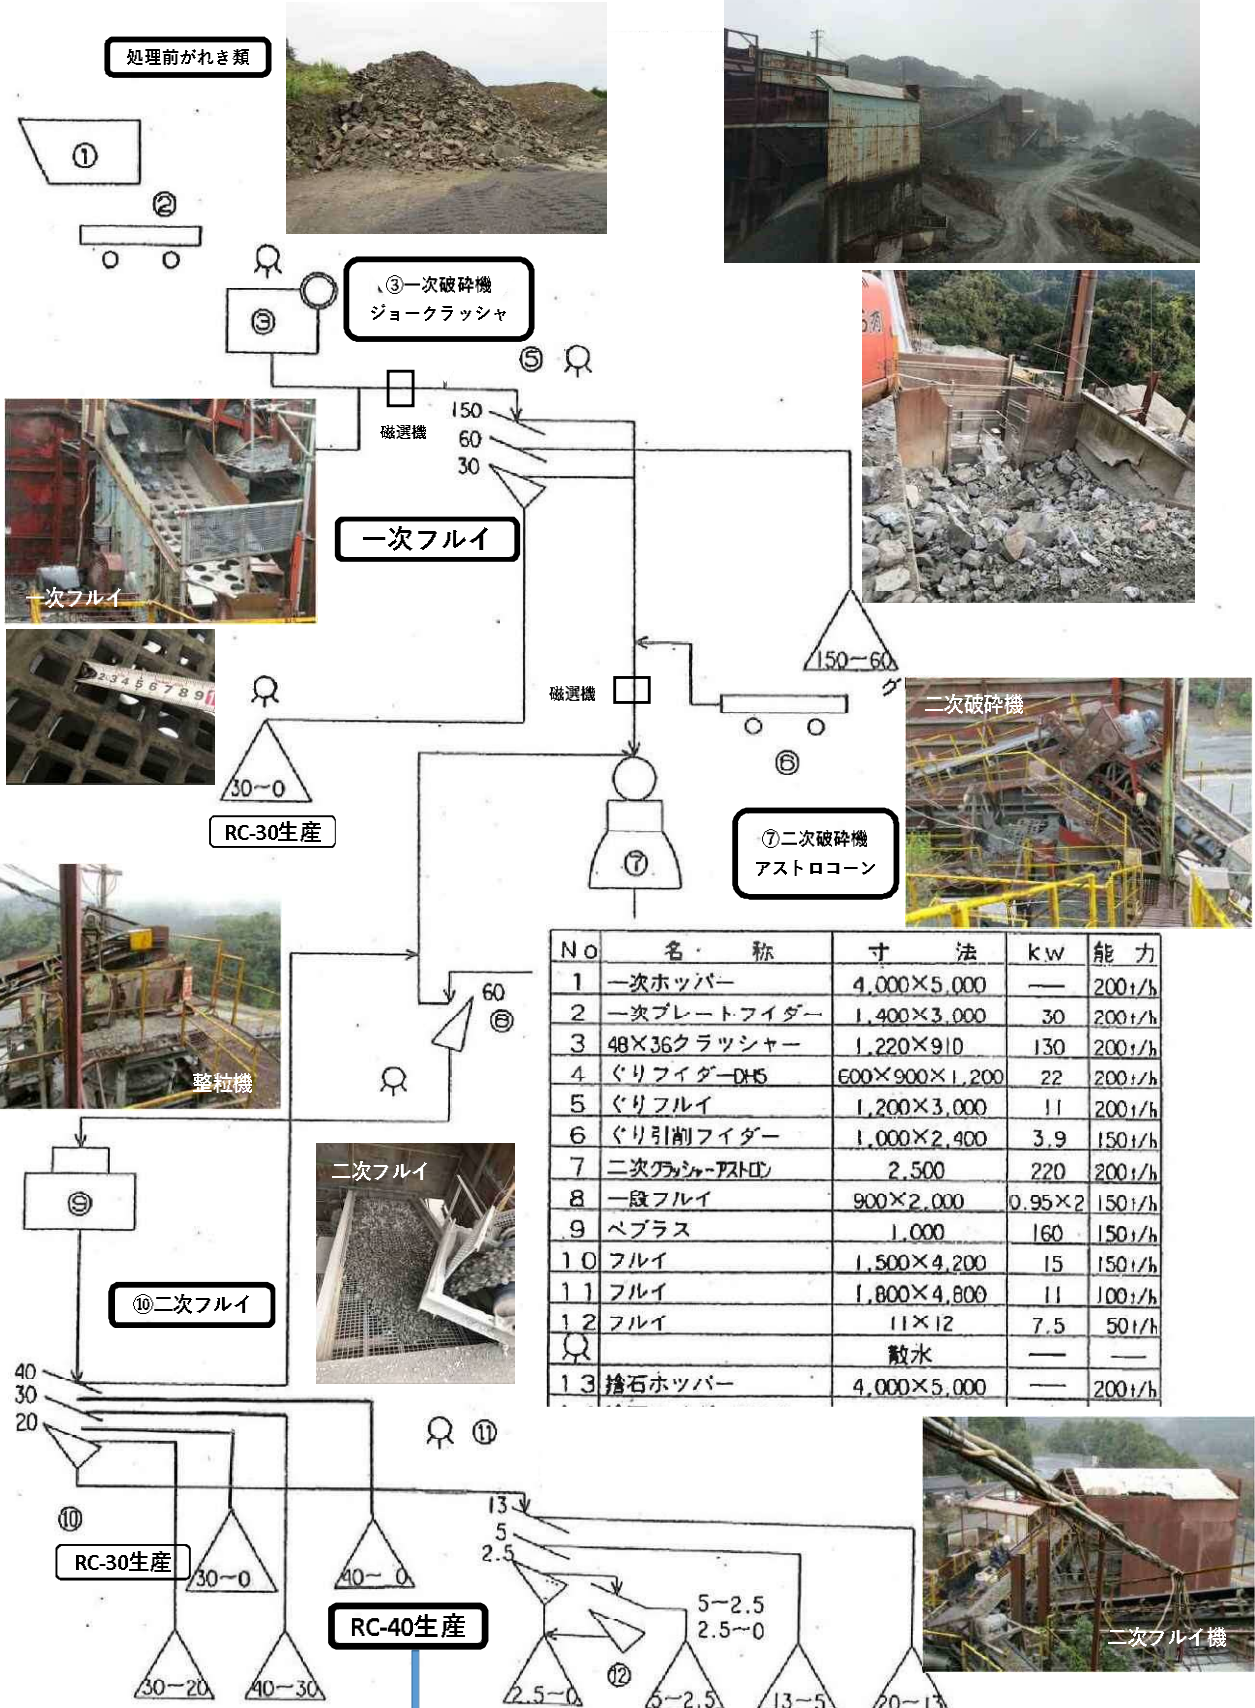 処理前がれき類
①
②
③一次破砕機
ジョークラッシャ
③
⑤
磁選機
150
60
30
一次フルイ
一次フルイ
2 3 4 5 6 7 8 9
150～60
磁選機
⑥
30～0
RC-30生産
二次破砕機
⑦
⑦二次破砕機
アストロコーン
60
⑧
整粒機
⑨
二次フルイ
⑩二次フルイ
No 名称 寸法 kw 能力
1 一次ホッパー 4,000×5,000 — 200t/h
2 一次プレートフイダー 1,400×3,000 30 200t/h
3 48×36クラッシャー 1,220×910 130 200t/h
4 ぐりフイダーDH5 600×900×1,200 22 200t/h
5 ぐりフルイ 1,200×3,000 11 200t/h
6 ぐり引削フイダー 1,000×2,400 3.9 150t/h
7 二次クラッシャーアストロン 2,500 220 200t/h
8 一段フルイ 900×2,000 0.95×2 150t/h
9 ペブラス 1,000 160 150t/h
10 フルイ 1,500×4,200 15 150t/h
11 フルイ 1,800×4,800 11 100t/h
12 フルイ 11×12 7.5 50t/h
散水 — —
13 捨石ホッパー 4,000×5,000 — 200t/h
40
30
20
⑪
⑩
RC-30生産
30～0
40～0
RC-40生産
13
5
2.5
5～2.5
2.5～0
⑫
二次フルイ機
30～20
40～30
2.5～0
5～2.5
13～5
20～13